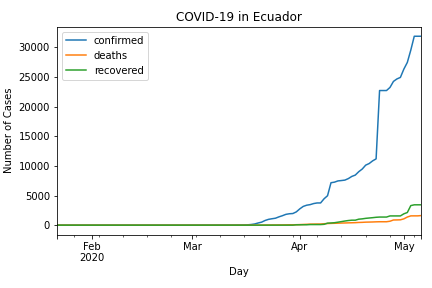 COVID-19 in Ecuador
confirmed
deaths
recovered
30000
25000
20000
15000
10000
5000
0
Number of Cases
Feb
2020
Mar
Apr
May
Day